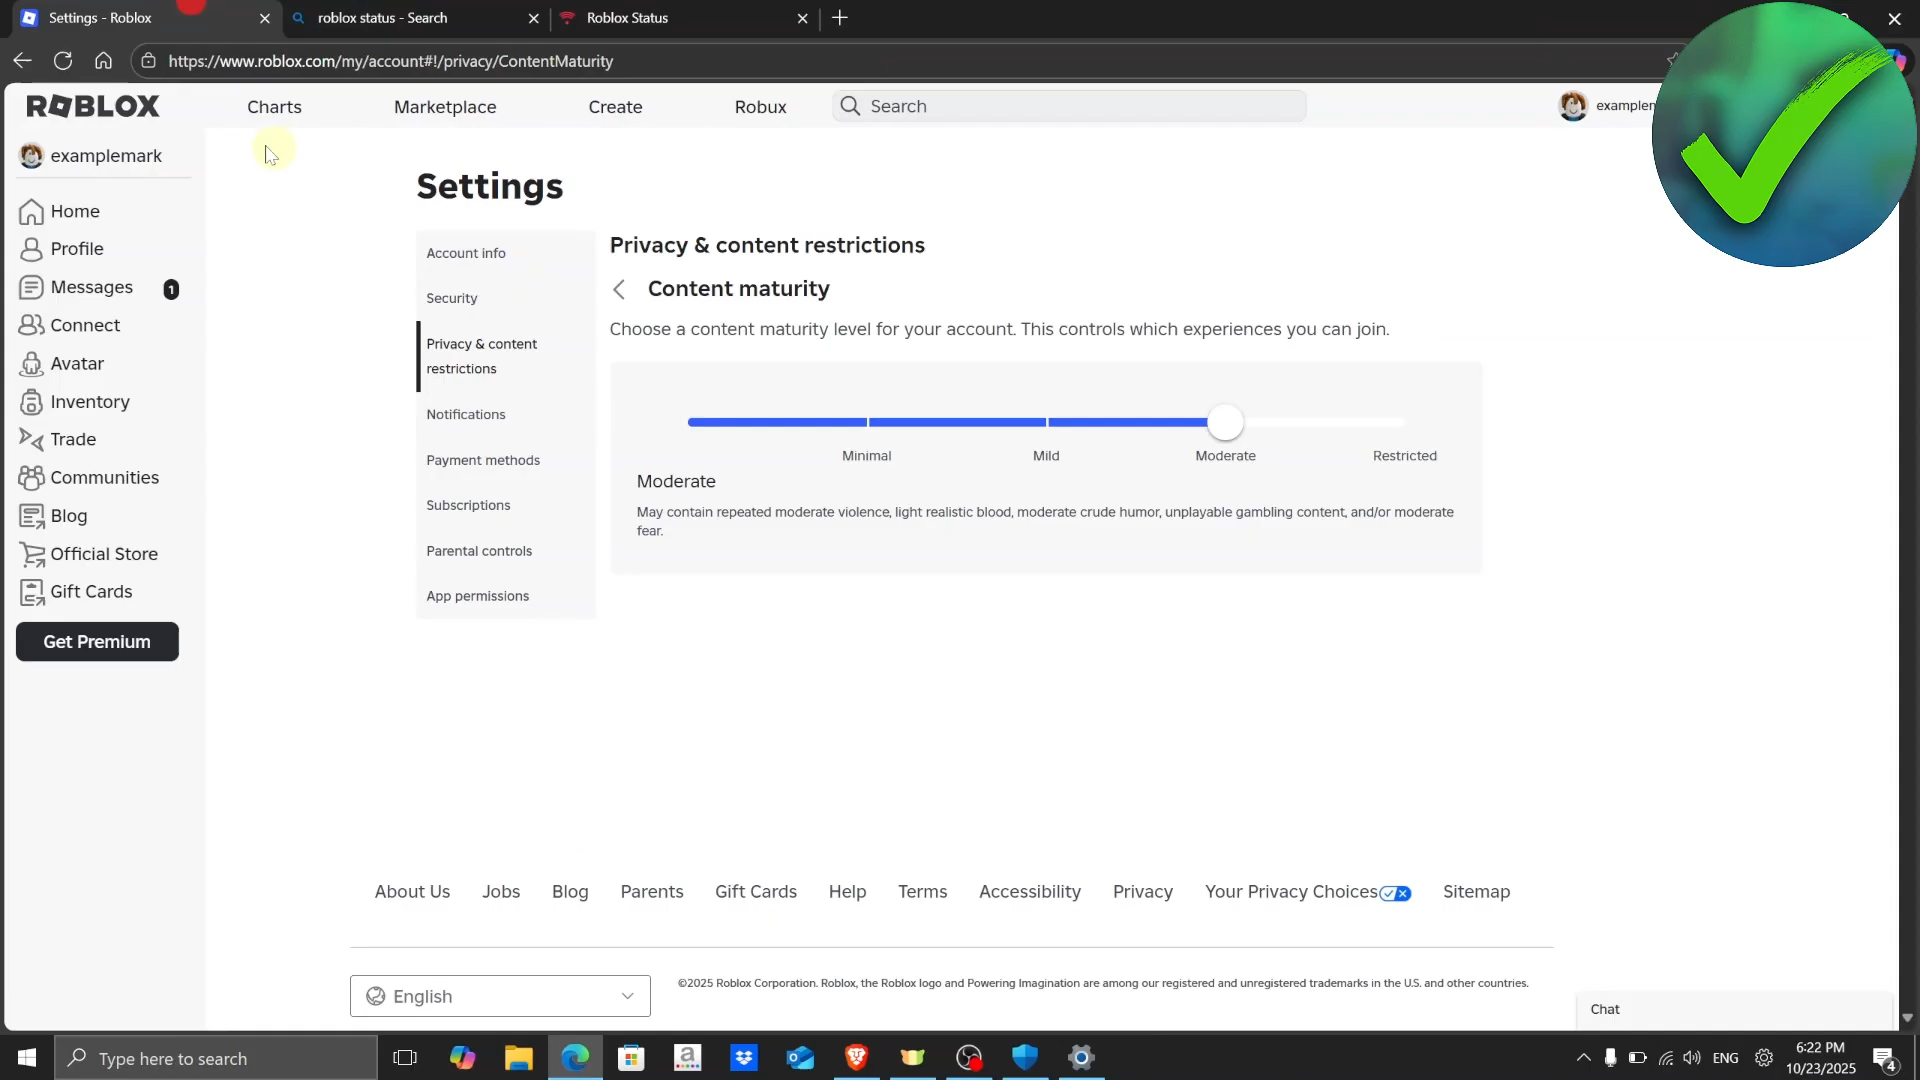 Settings - Roblox
roblox status - Search
Roblox Status
https://www.roblox.com/my/account#!/privacy/ContentMaturity
ROBLOX
Charts
Marketplace
Create
Robux
Search
examplemark
Home
Profile
Messages
1
Connect
Avatar
Inventory
Trade
Communities
Blog
Official Store
Gift Cards
Get Premium
Settings
Account info
Security
Privacy & content
restrictions
Notifications
Payment methods
Subscriptions
Parental controls
App permissions
Privacy & content restrictions
Content maturity
Choose a content maturity level for your account. This controls which experiences you can join.
Minimal
Mild
Moderate
Restricted
Moderate
May contain repeated moderate violence, light realistic blood, moderate crude humor, unplayable gambling content, and/or moderate
fear.
About Us
Jobs
Blog
Parents
Gift Cards
Help
Terms
Accessibility
Privacy
Your Privacy Choices
Sitemap
English
©2025 Roblox Corporation. Roblox, the Roblox logo and Powering Imagination are among our registered and unregistered trademarks in the U.S. and other countries.
Chat
Type here to search
ENG
6:22 PM
10/23/2025
4